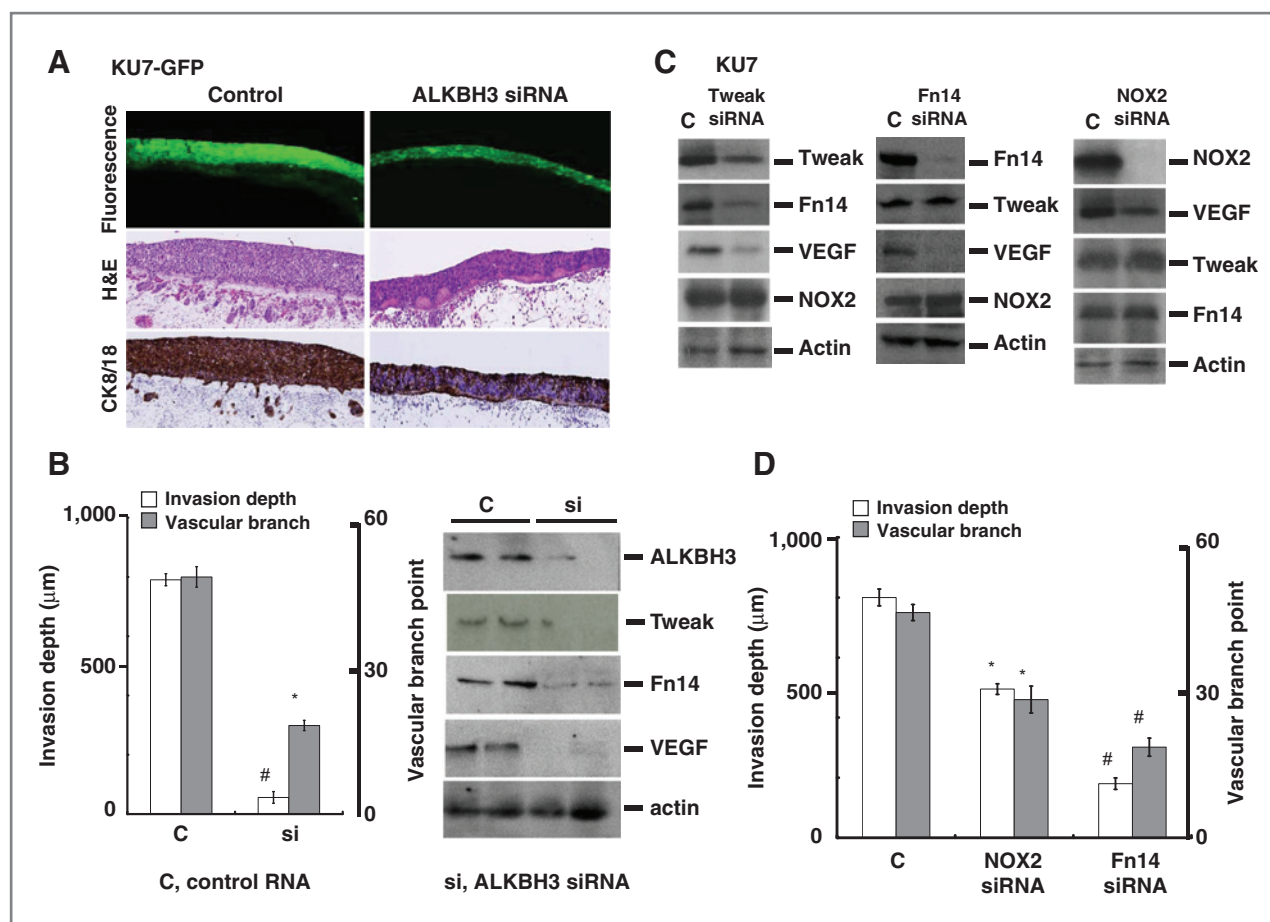 A
KU7-GFP
Control ALKBH3 siRNA
Fluorescence
H&E
CK8/18
C
KU7
C Tweak siRNA
Tweak
Fn14
VEGF
NOX2
Actin
C Fn14 siRNA
Fn14
Tweak
VEGF
NOX2
Actin
C NOX2 siRNA
NOX2
VEGF
Tweak
Fn14
Actin
B
Invasion depth
Vascular branch
1,000
500
0
Invasion depth (μm)
60
30
0
Vascular branch point
*
#
C si
C si
ALKBH3
Tweak
Fn14
VEGF
actin
C, control RNA si, ALKBH3 siRNA
D
Invasion depth
Vascular branch
1,000
500
0
Invasion depth (μm)
60
30
0
Vascular branch point
* *
# #
C NOX2 siRNA Fn14 siRNA